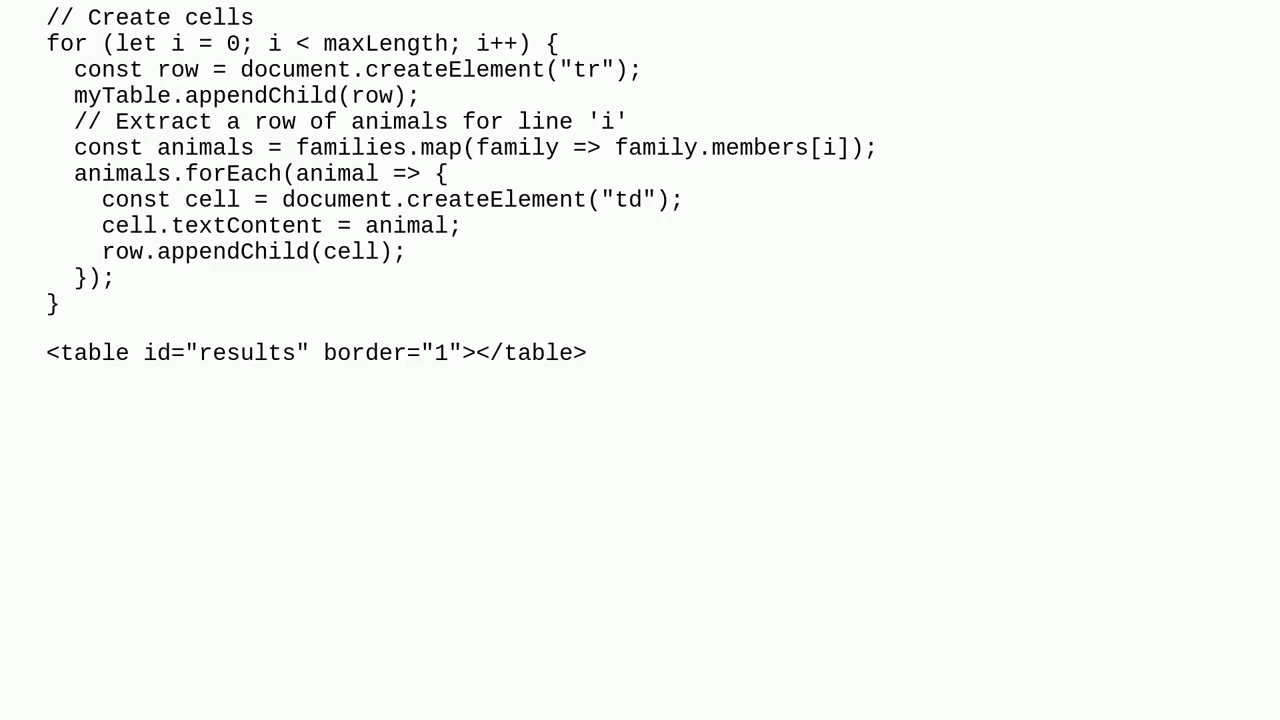 // Create cells
for (let i = 0; i < maxLength; i++) {
  const row = document.createElement("tr");
  myTable.appendChild(row);
  // Extract a row of animals for line 'i'
  const animals = families.map(family => family.members[i]);
  animals.forEach(animal => {
    const cell = document.createElement("td");
    cell.textContent = animal;
    row.appendChild(cell);
  });
}

<table id="results" border="1"></table>